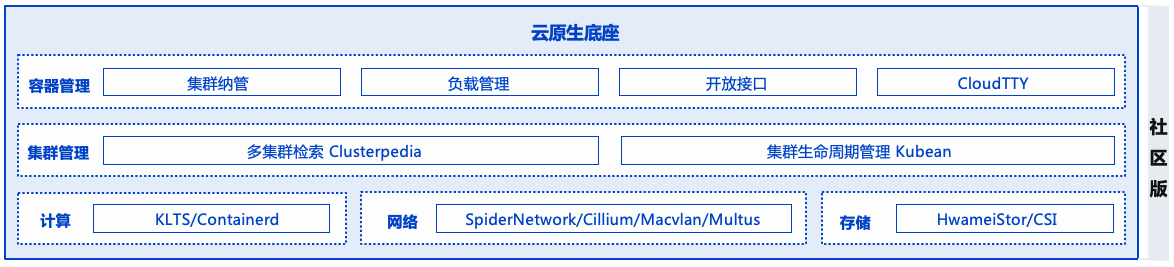 云原生底座
容器管理 集群纳管 负载管理 开放接口 CloudTTY
集群管理 多集群检索 Clusterpedia 集群生命周期管理 Kubean
计算 KLTS/Containerd 网络 SpiderNetwork/Cillium/Macvlan/Multus 存储 HwameiStor/CSI
社
区
版